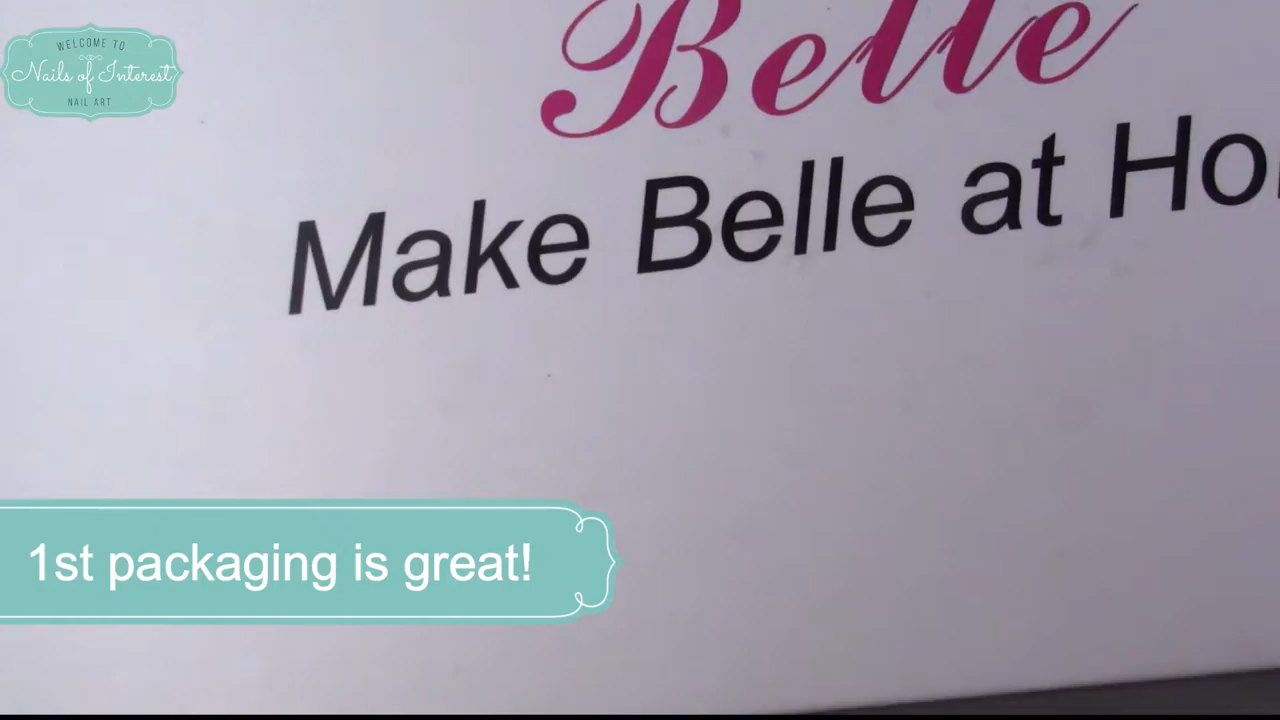 WELCOME TO
Nails of Interest
NAIL ART
Belle
Make Belle at Ho
1st packaging is great!